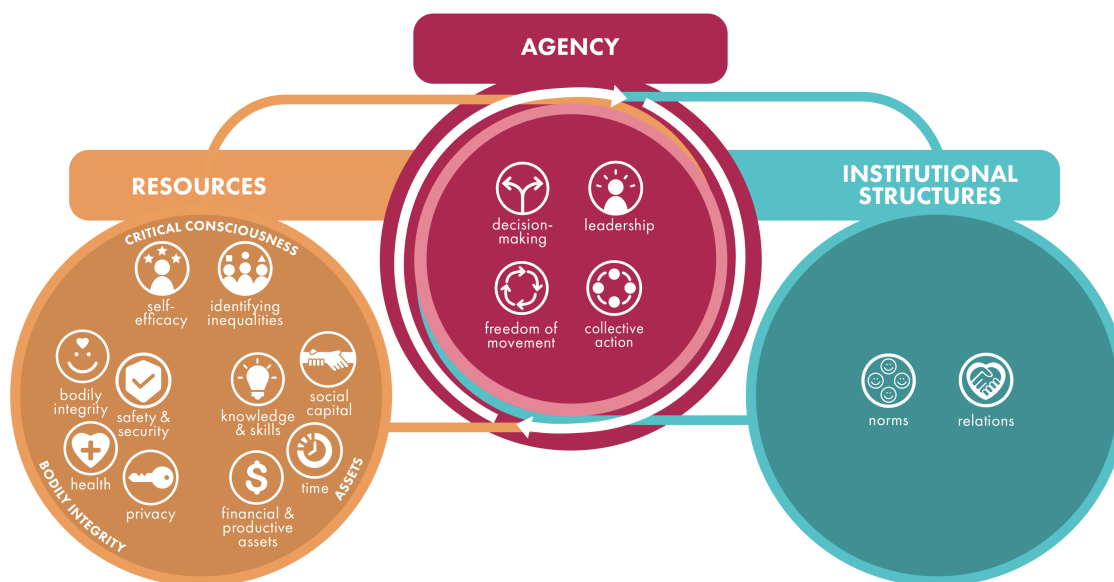 AGENCY
RESOURCES
INSTITUTIONAL
STRUCTURES
CRITICAL CONSCIOUSNESS
self-
efficacy
identifying
inequalities
bodily
integrity
safety &
security
knowledge
& skills
social
capital
health
privacy
financial &
productive
assets
time
BODILY INTEGRITY
ASSETS
decision-
making
leadership
freedom of
movement
collective
action
norms
relations